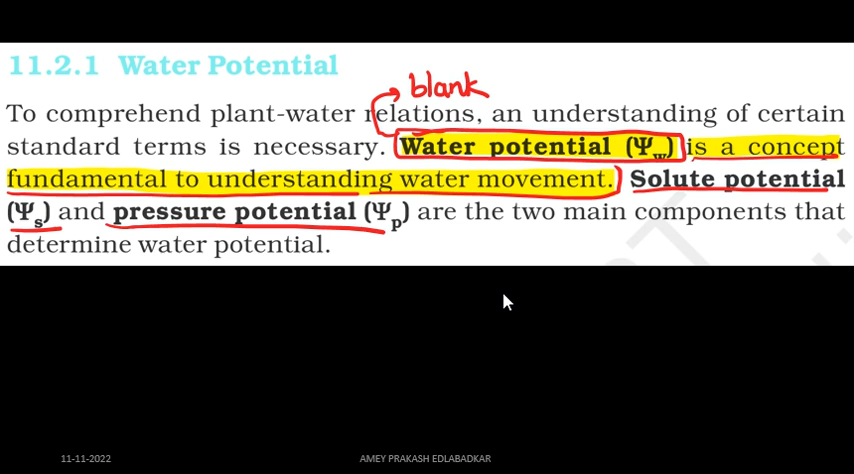 11.2.1 Water Potential
blank
To comprehend plant-water relations, an understanding of certain
standard terms is necessary. Water potential (Ψw) is a concept
fundamental to understanding water movement. Solute potential
(Ψs) and pressure potential (Ψp) are the two main components that
determine water potential.
11-11-2022
AMEY PRAKASH EDLABADKAR